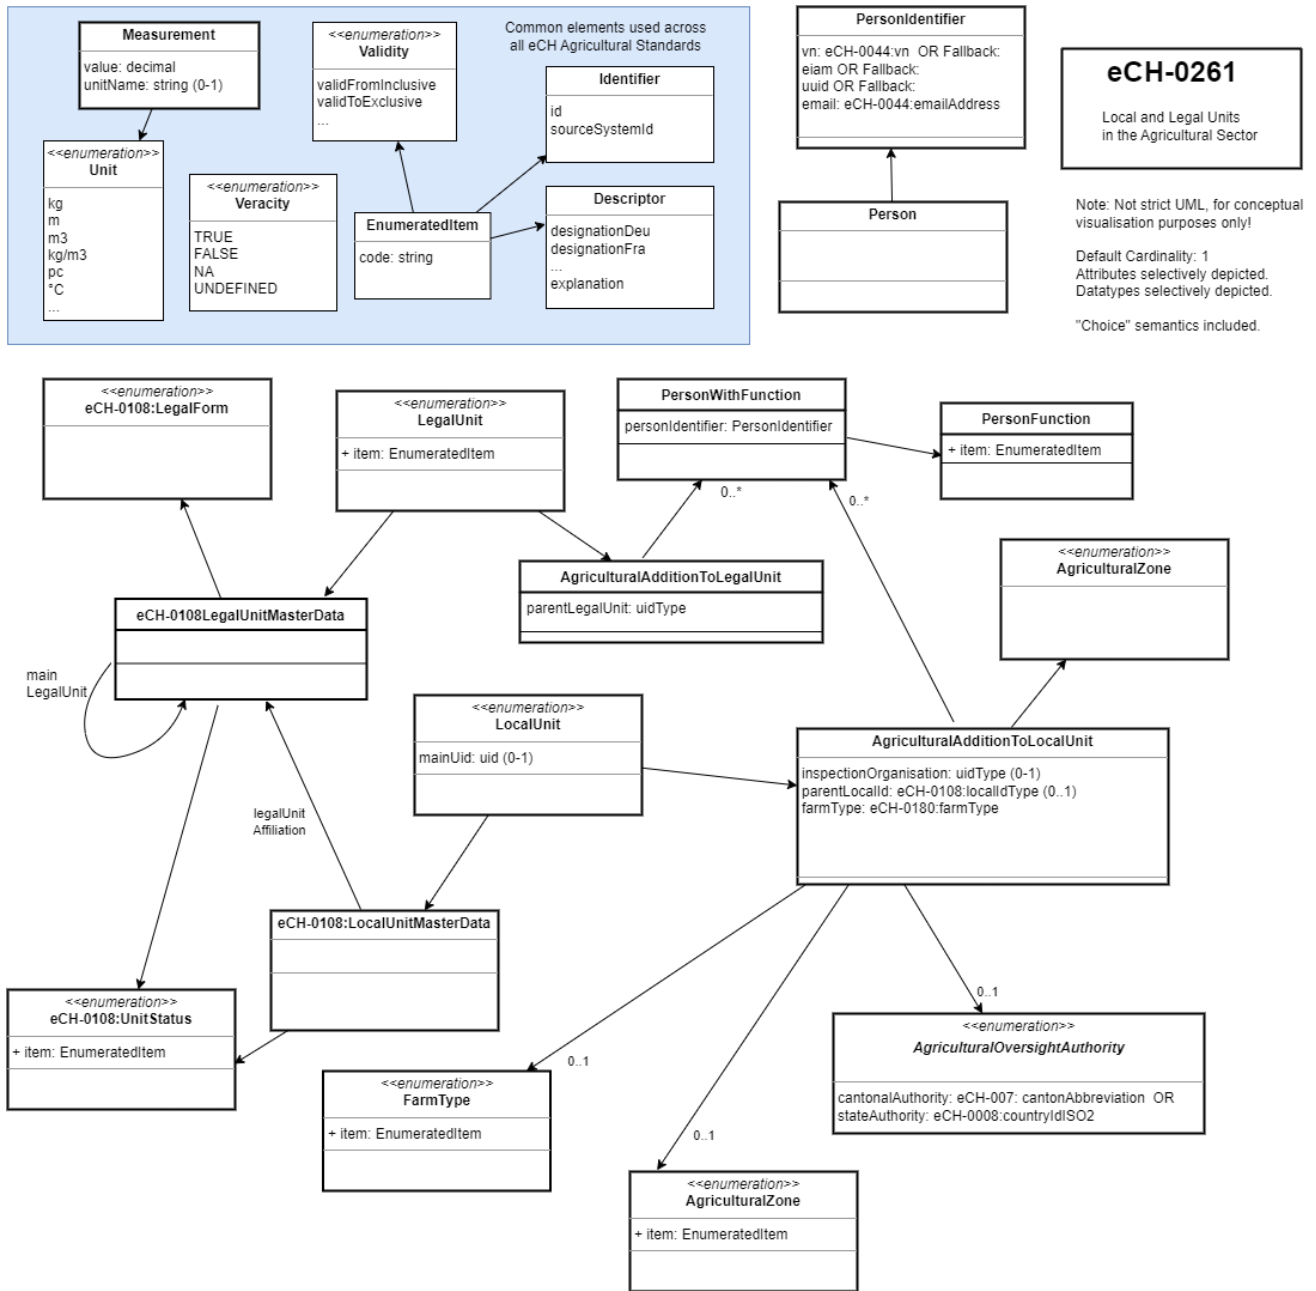 Measurement
value: decimal
unitName: string (0-1)
<<enumeration>>
Unit
kg
m
m3
kg/m3
pc
°C
...
<<enumeration>>
Veracity
TRUE
FALSE
NA
UNDEFINED
<<enumeration>>
Validity
validFromInclusive
validToExclusive
...
EnumeratedItem
code: string
Common elements used across
all eCH Agricultural Standards
Identifier
id
sourceSystemId
Descriptor
designationDeu
designationFra
...
explanation
PersonIdentifier
vn: eCH-0044:vn OR Fallback:
eiam OR Fallback:
uuid OR Fallback:
email: eCH-0044:emailAddress
Person
eCH-0261
Local and Legal Units
in the Agricultural Sector
Note: Not strict UML, for conceptual
visualisation purposes only!
Default Cardinality: 1
Attributes selectively depicted.
Datatypes selectively depicted.
"Choice" semantics included.
<<enumeration>>
eCH-0108:LegalForm
<<enumeration>>
LegalUnit
+ item: EnumeratedItem
PersonWithFunction
personIdentifier: PersonIdentifier
PersonFunction
+ item: EnumeratedItem
0..*
0..*
AgriculturalAdditionToLegalUnit
parentLegalUnit: uidType
<<enumeration>>
AgriculturalZone
eCH-0108LegalUnitMasterData
main
LegalUnit
<<enumeration>>
LocalUnit
mainUid: uid (0-1)
AgriculturalAdditionToLocalUnit
inspectionOrganisation: uidType (0-1)
parentLocalId: eCH-0108:localIdType (0..1)
farmType: eCH-0180:farmType
legalUnit
Affiliation
eCH-0108:LocalUnitMasterData
<<enumeration>>
eCH-0108:UnitStatus
+ item: EnumeratedItem
0..1
<<enumeration>>
FarmType
+ item: EnumeratedItem
0..1
<<enumeration>>
AgriculturalZone
+ item: EnumeratedItem
0..1
<<enumeration>>
AgriculturalOversightAuthority
cantonalAuthority: eCH-007: cantonAbbreviation OR
stateAuthority: eCH-0008:countryIdISO2